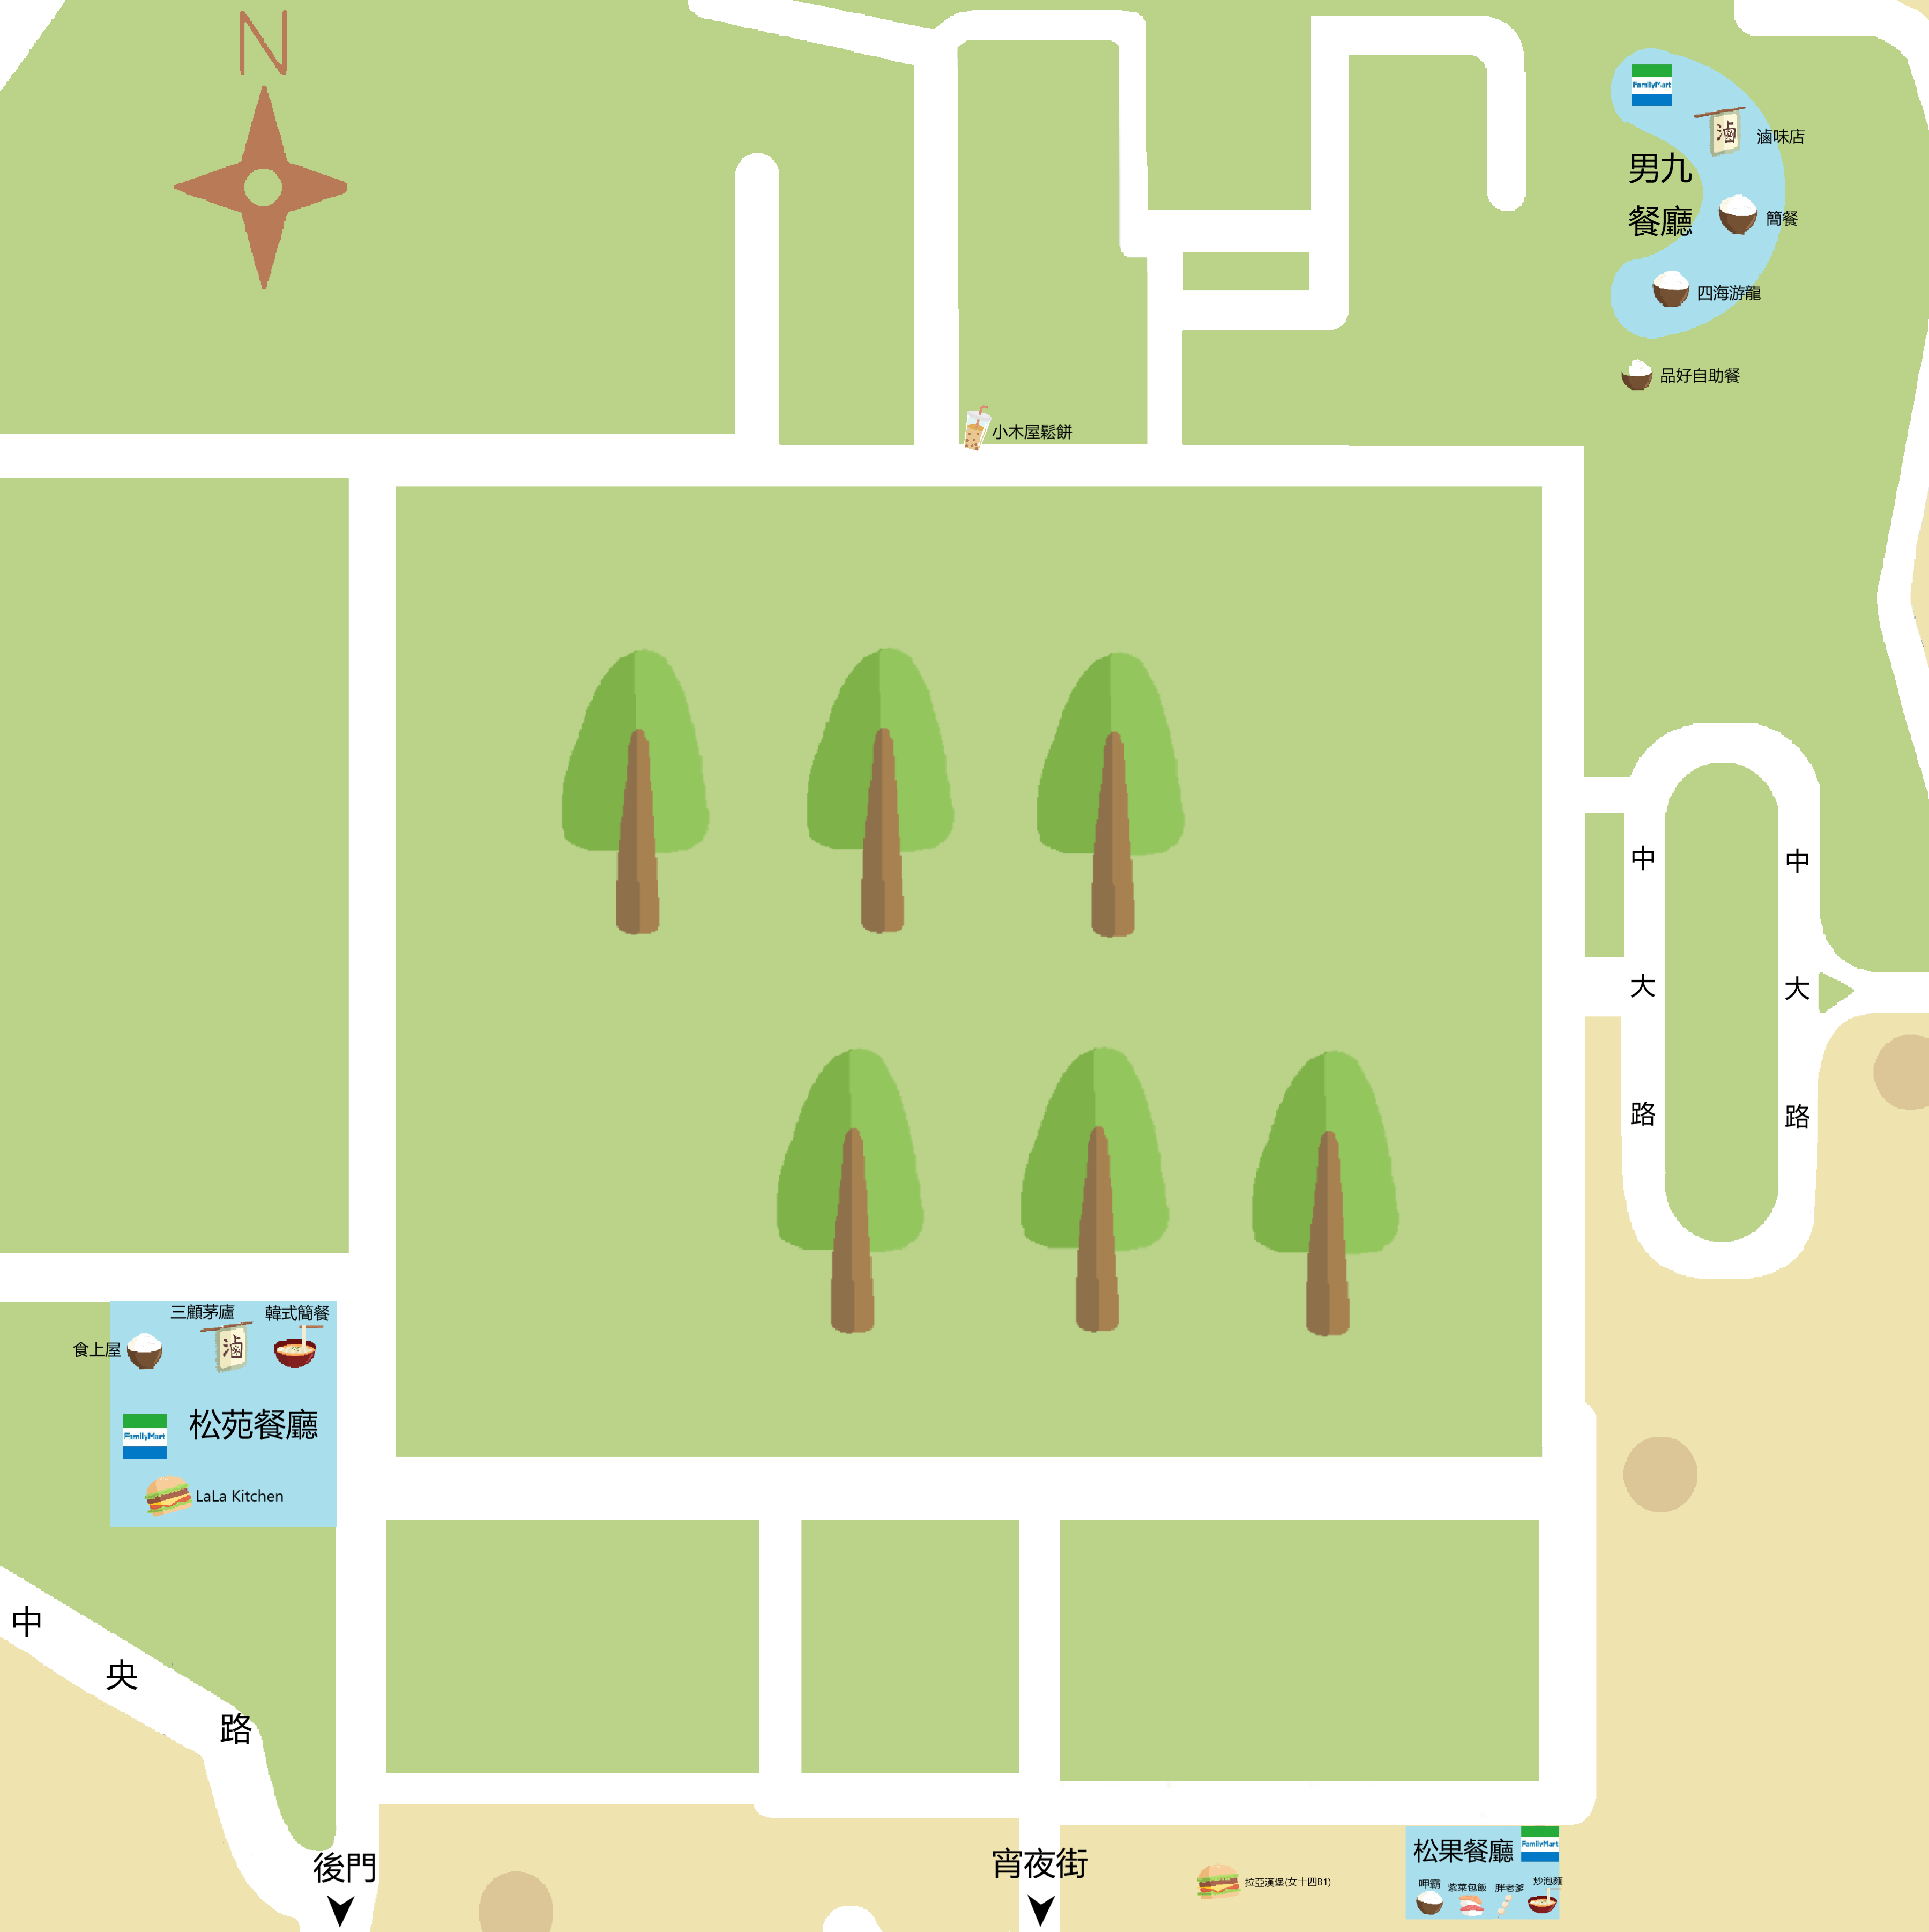 N
FamilyMart
滷
滷味店
男九
餐廳
簡餐
四海游龍
品好自助餐
小木屋鬆餅
中
大
路
中
大
路
三顧茅廬
韓式簡餐
食上屋
滷
FamilyMart
松苑餐廳
LaLa Kitchen
中
央
路
後門
宵夜街
拉亞漢堡(女十四B1)
松果餐廳
FamilyMart
呷霸
紫菜包飯
胖老爹
炒泡麵